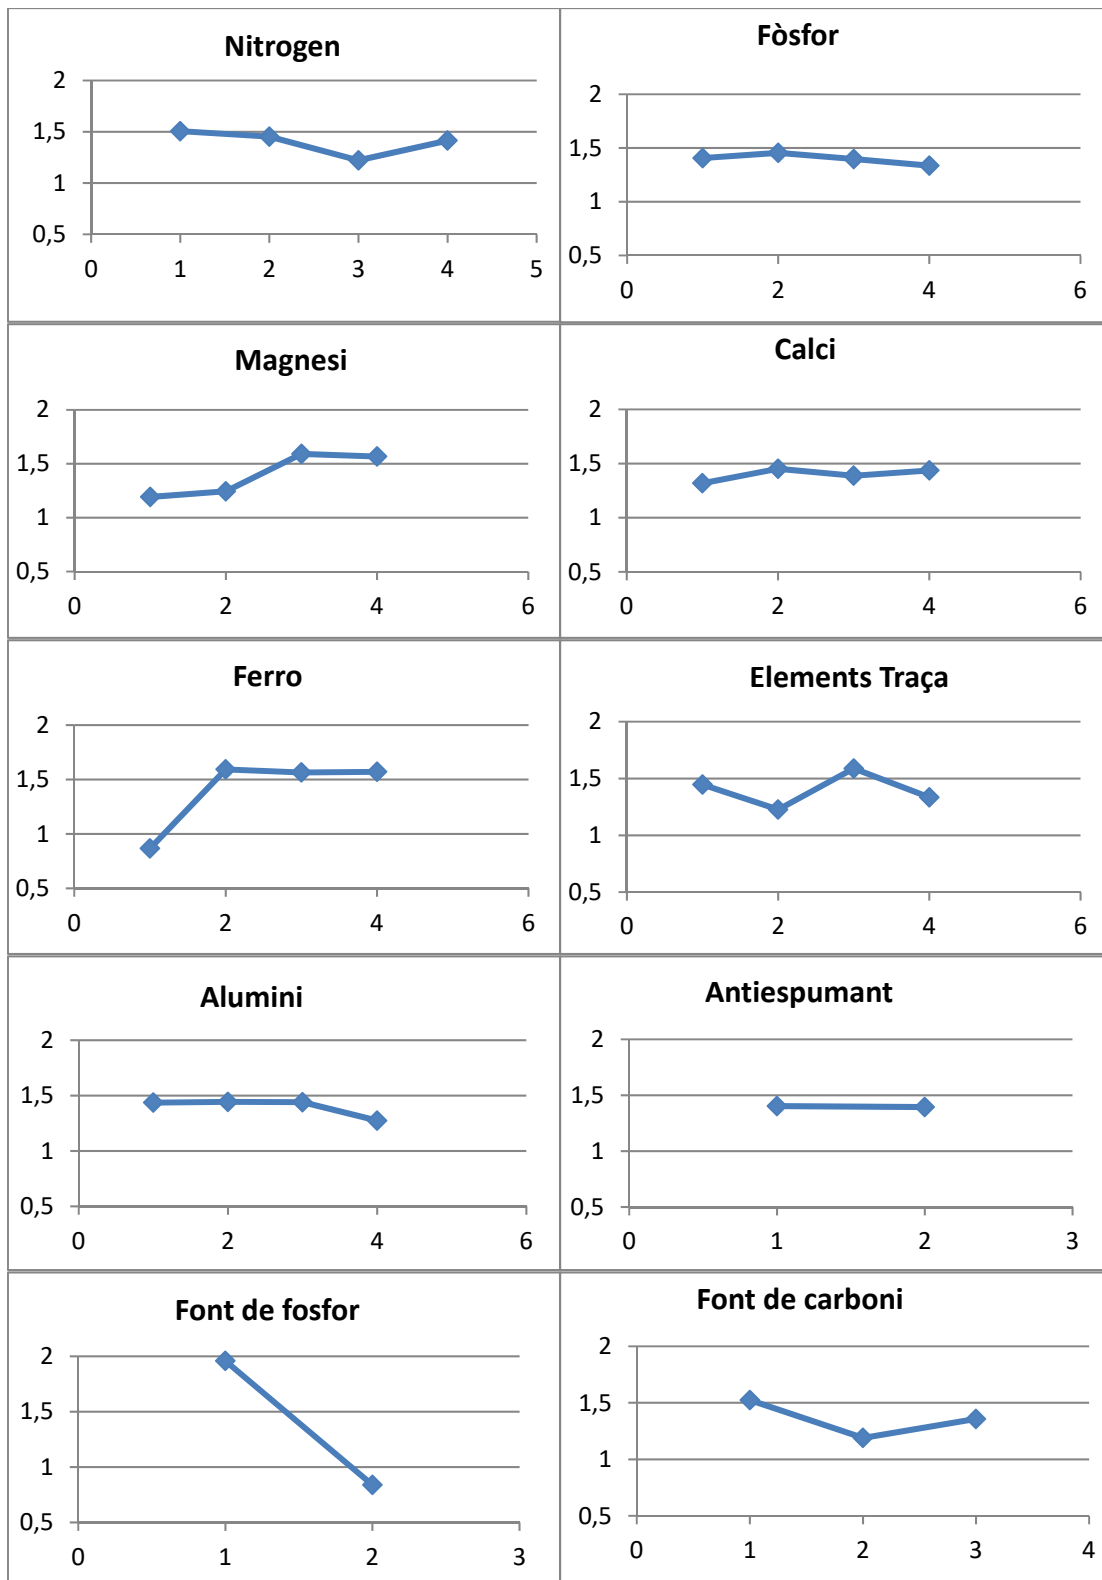 Nitrogen
2
1,5
1
0,5
0 1 2 3 4 5
Fòsfor
2
1,5
1
0,5
0 2 4 6
Magnesi
2
1,5
1
0,5
0 2 4 6
Calci
2
1,5
1
0,5
0 2 4 6
Ferro
2
1,5
1
0,5
0 2 4 6
Elements Traça
2
1,5
1
0,5
0 2 4 6
Alumini
2
1,5
1
0,5
0 2 4 6
Antiespumant
2
1,5
1
0,5
0 1 2 3
Font de fosfor
2
1,5
1
0,5
0 1 2 3
Font de carboni
2
1,5
1
0,5
0 1 2 3 4